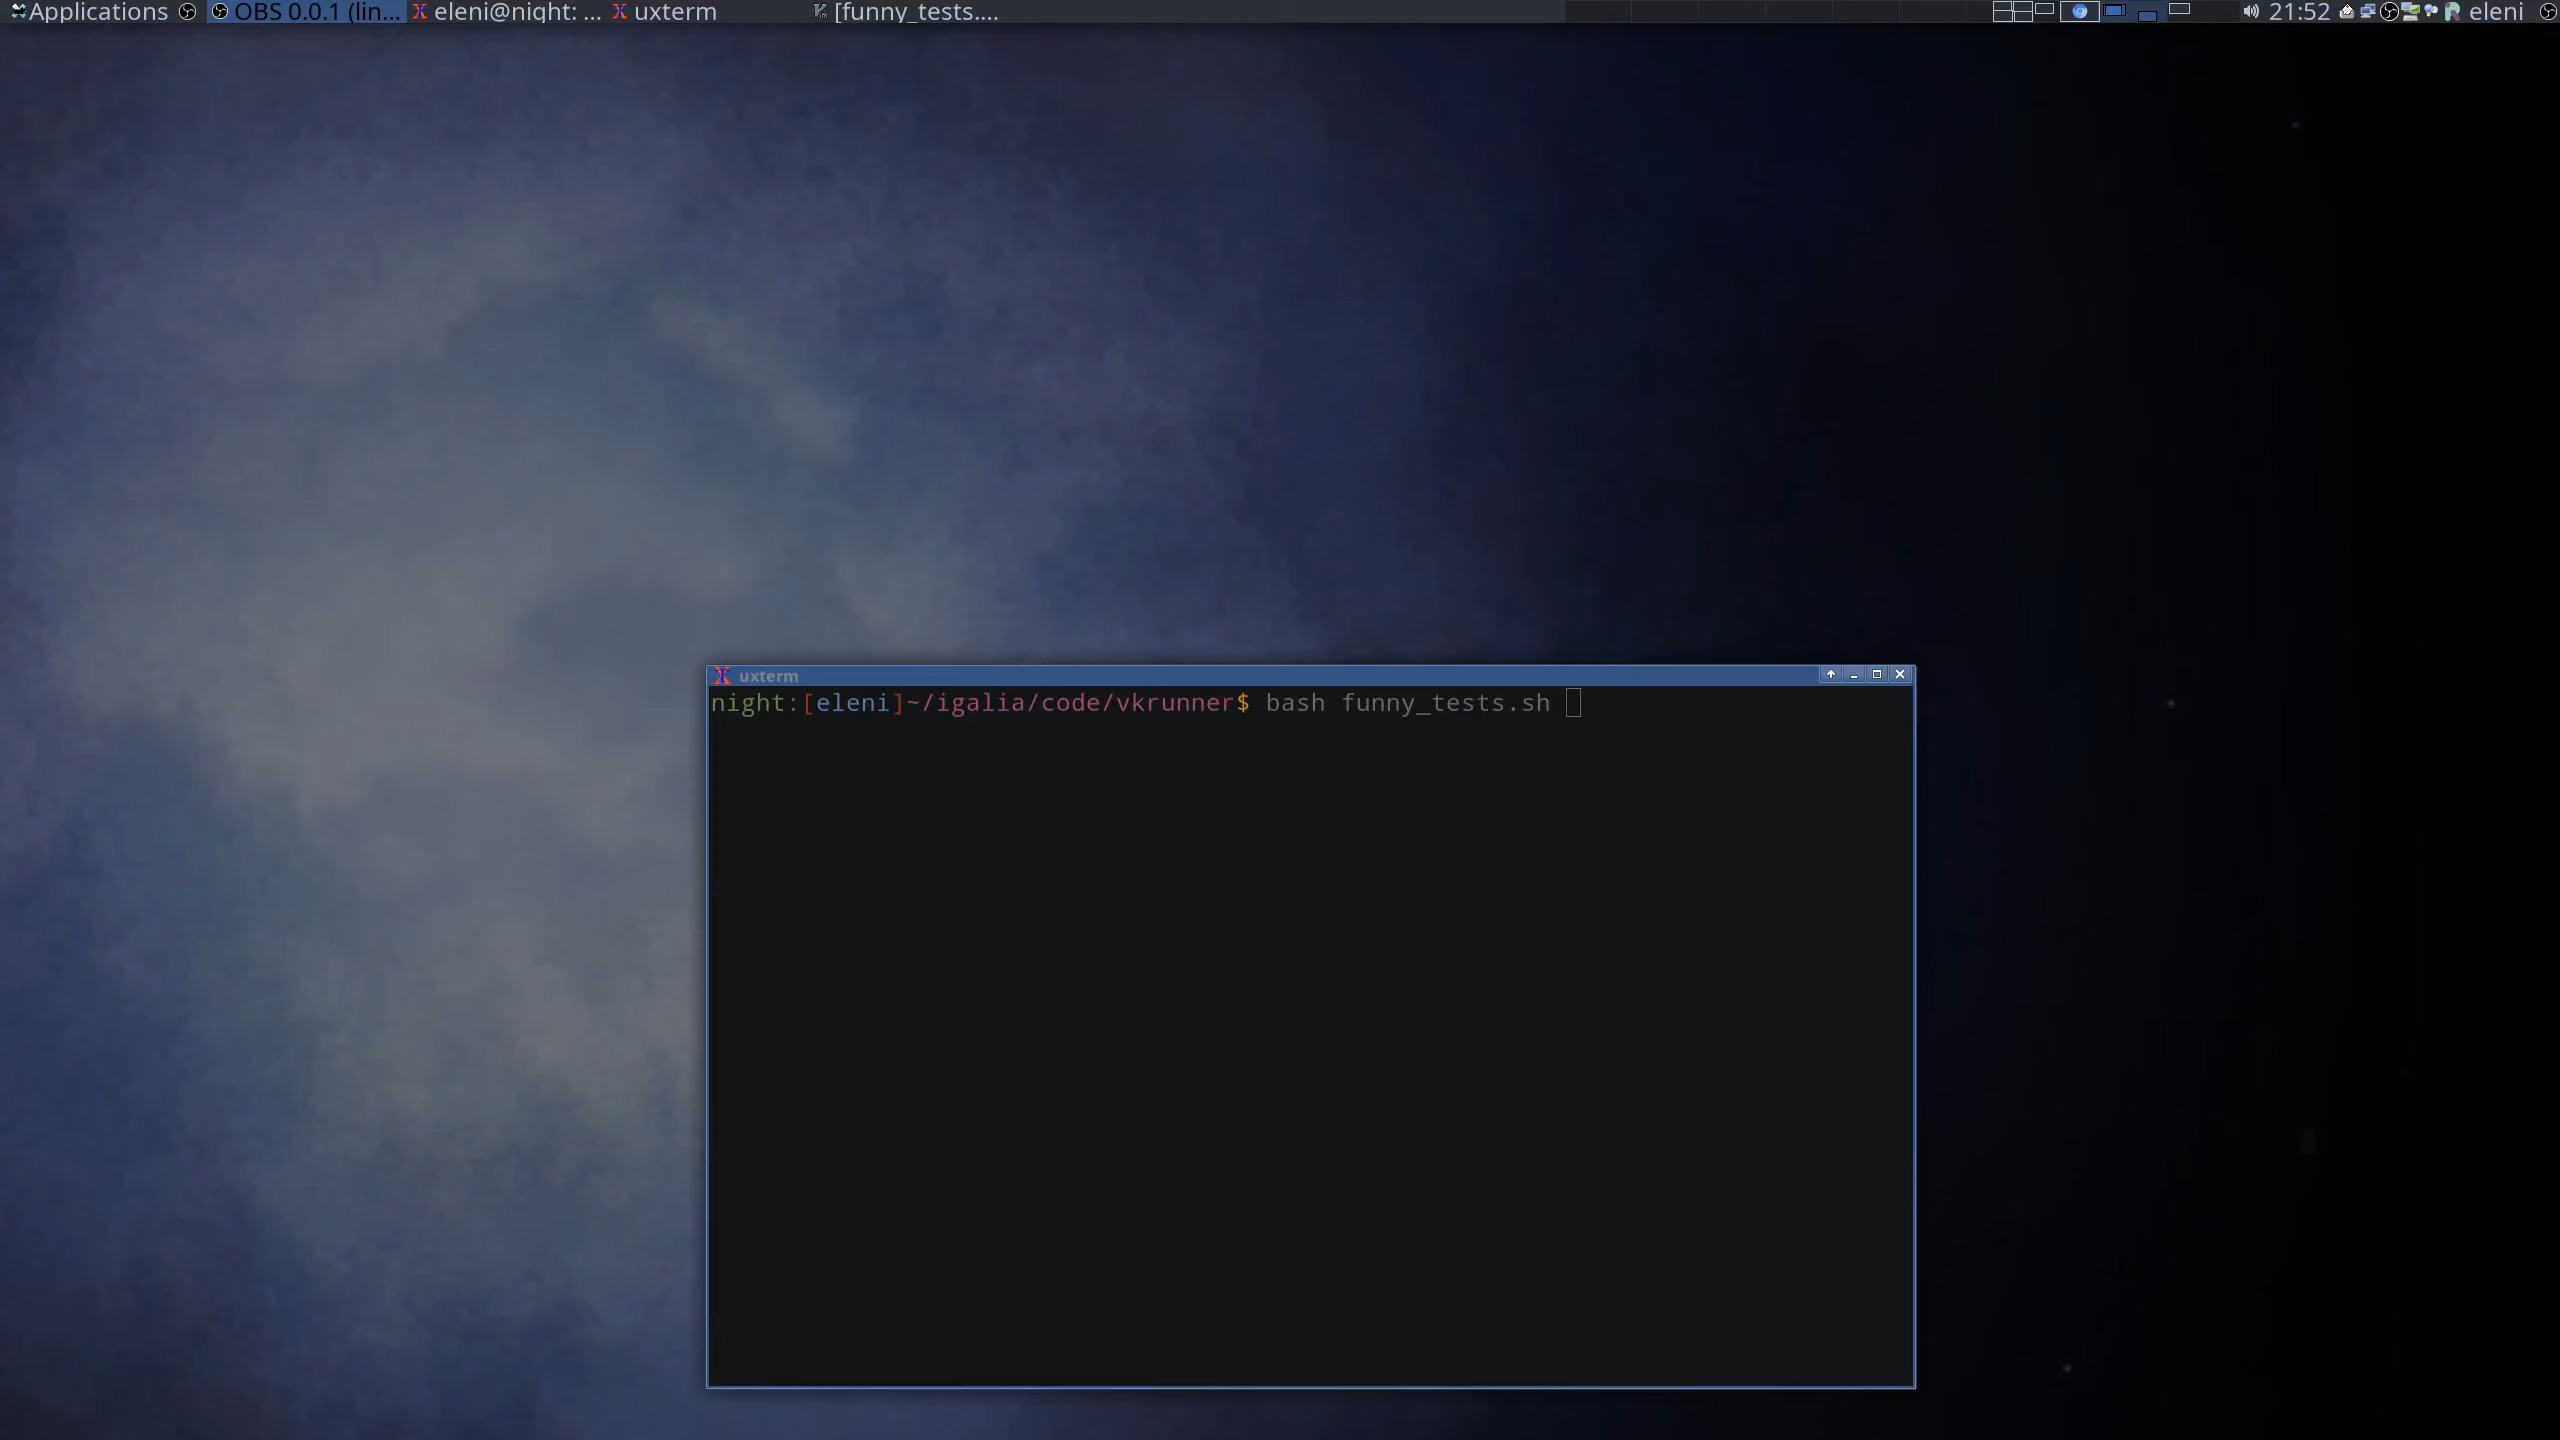 Applications OBS 0.0.1 (lin... eleni@night: ... uxterm [funny_tests.... 21:52 eleni
uxterm
night:[eleni]~/igalia/code/vkrunner$ bash funny_tests.sh